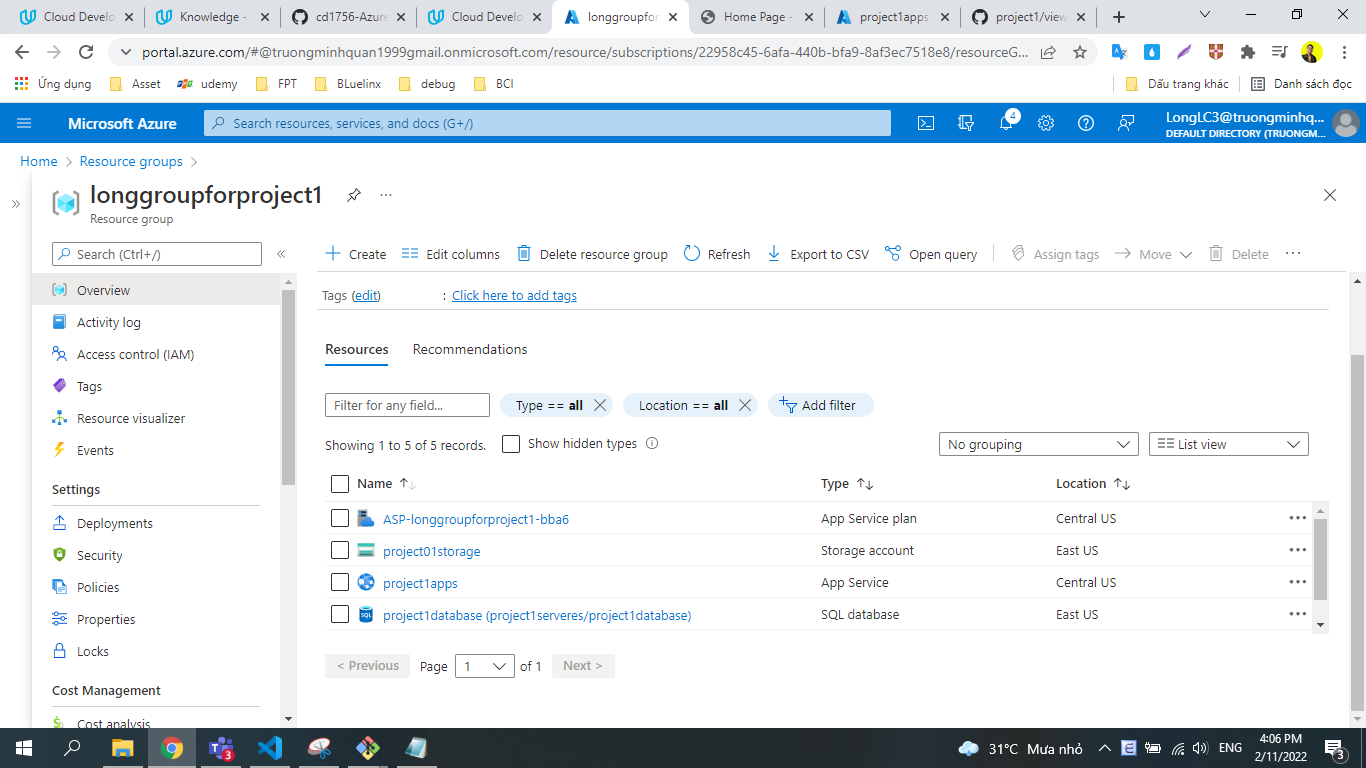 Cloud Develo
Knowledge -
cd1756-Azure
Cloud Develo
longgroupfor
Home Page -
project1apps
project1/view
portal.azure.com/#@truongminhquan1999gmail.onmicrosoft.com/resource/subscriptions/22958c45-6afa-440b-bfa9-8af3ec7518e8/resourceG...
Ứng dụng
Asset
udemy
FPT
BLuelinx
debug
BCI
Dấu trang khác
Danh sách đọc
Microsoft Azure
Search resources, services, and docs (G+/)
4
LongLC3@truongminhq...
DEFAULT DIRECTORY (TRUONGM...
Home
Resource groups
longgroupforproject1
...
Resource group
Search (Ctrl+/)
Create
Edit columns
Delete resource group
Refresh
Export to CSV
Open query
Assign tags
Move
Delete
...
Overview
Activity log
Access control (IAM)
Tags
Resource visualizer
Events
Settings
Deployments
Security
Policies
Properties
Locks
Cost Management
Cost analysis
Tags (edit) : Click here to add tags
Resources
Recommendations
Filter for any field...
Type == all
Location == all
Add filter
Showing 1 to 5 of 5 records.
Show hidden types
No grouping
List view
Name
Type
Location
ASP-longgroupforproject1-bba6
App Service plan
Central US
project01storage
Storage account
East US
project1apps
App Service
Central US
project1database (project1serveres/project1database)
SQL database
East US
< Previous
Page
1
of 1
Next >
3
31°C Mưa nhỏ
ENG
4:06 PM
2/11/2022
3